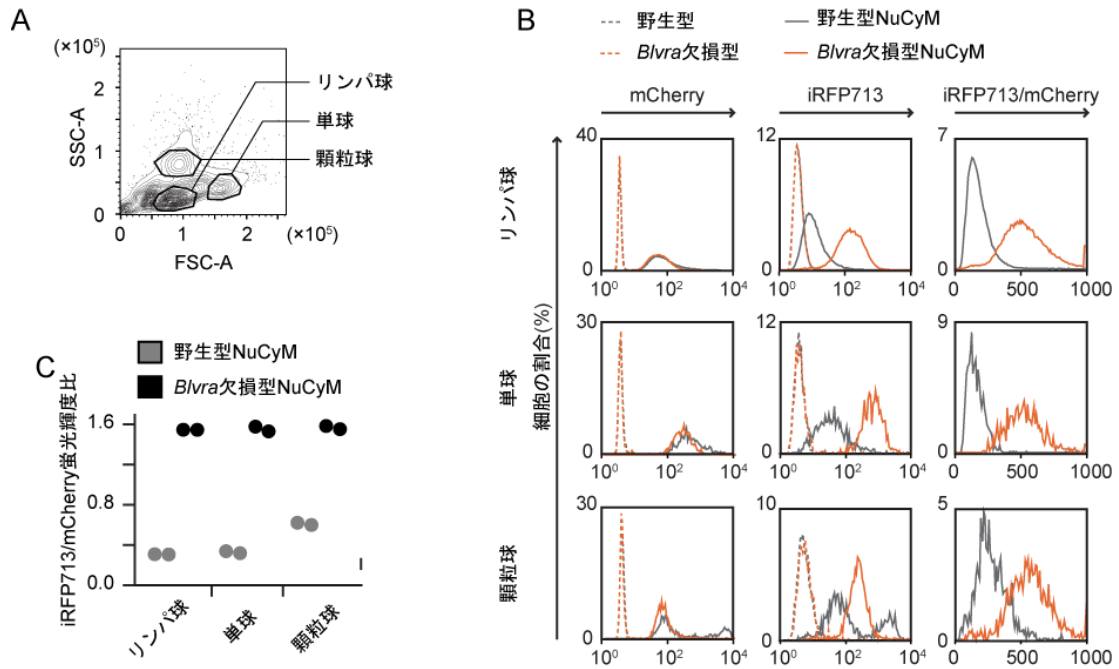 A
(×10⁵)
SSC-A
2
1
0
0
1
2
(×10⁵)
FSC-A
リンパ球
単球
顆粒球
B
野生型
野生型NuCyM
Blvra欠損型
Blvra欠損型NuCyM
mCherry
iRFP713
iRFP713/mCherry
細胞の割合(%)
リンパ球
40
0
10⁰ 10² 10⁴
12
0
10⁰ 10² 10⁴
7
0
0 500 1000
単球
30
0
10⁰ 10² 10⁴
12
0
10⁰ 10² 10⁴
9
0
0 500 1000
顆粒球
30
0
10⁰ 10² 10⁴
10
0
10⁰ 10² 10⁴
5
0
0 500 1000
C
野生型NuCyM
Blvra欠損型NuCyM
iRFP713/mCherry蛍光輝度比
1.6
0.8
0.0
リンパ球
単球
顆粒球